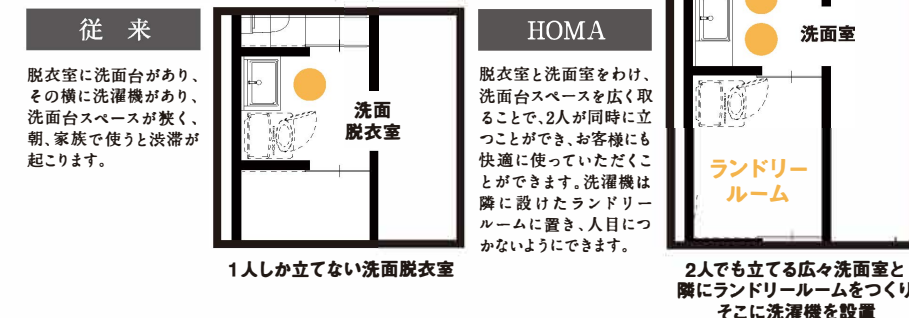 従 来
脱衣室に洗面台があり、
その横に洗濯機があり、
洗面台スペースが狭く、
朝、家族で使うと渋滞が
起こります。
洗面
脱衣室
1人しか立てない洗面脱衣室
HOMA
脱衣室と洗面室をわけ、
洗面台スペースを広く取
ることで、2人が同時に立
つことができ、お客様にも
快適に使っていただくこ
とができます。洗濯機は
隣に設けたランドリー
ルームに置き、人目につ
かないようにできます。
洗面室
ランドリー
ルーム
2人でも立てる広々洗面室と
隣にランドリールームをつくり
そこに洗濯機を設置